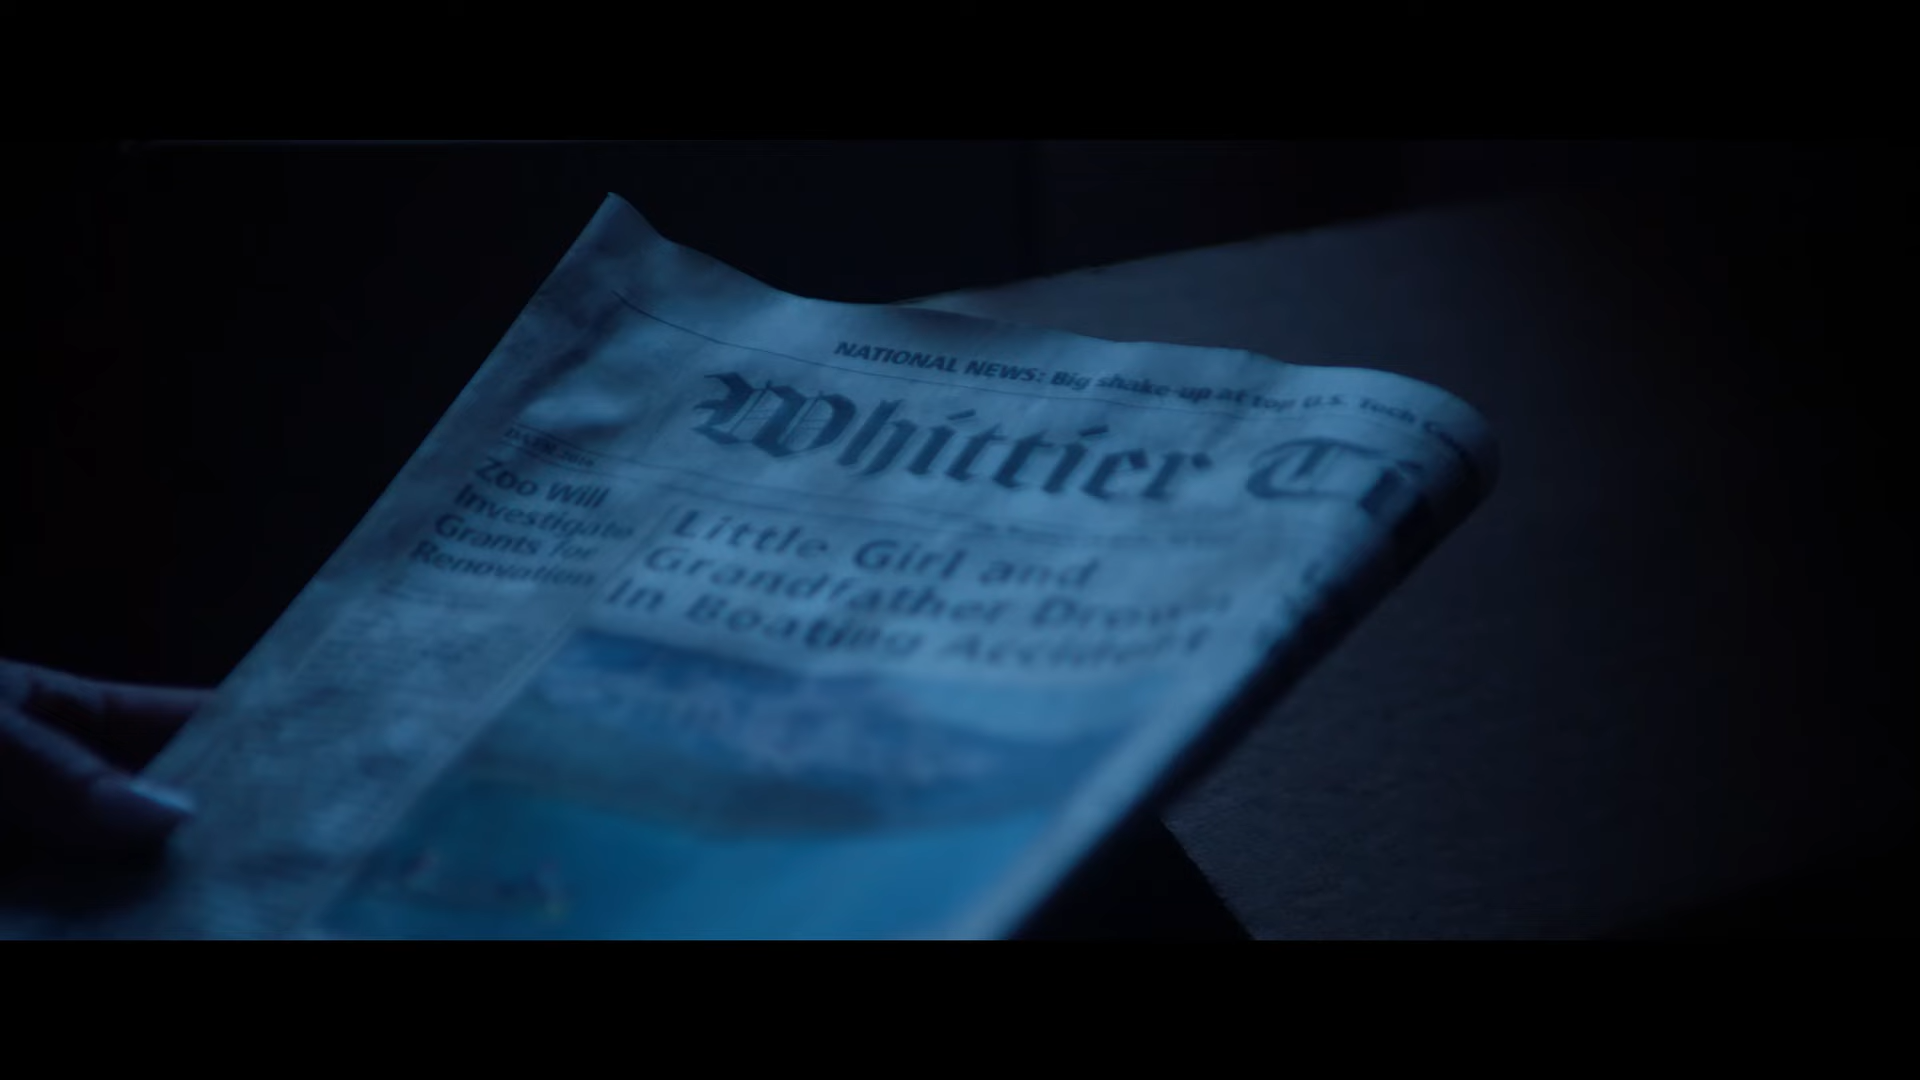 NATIONAL NEWS: Big shake-up at top U.S. Tech
Whittier Ti
Zoo will
Investigate
Grants for
Renovation
Little Girl and
Grandfather Drown
In Boating Accident